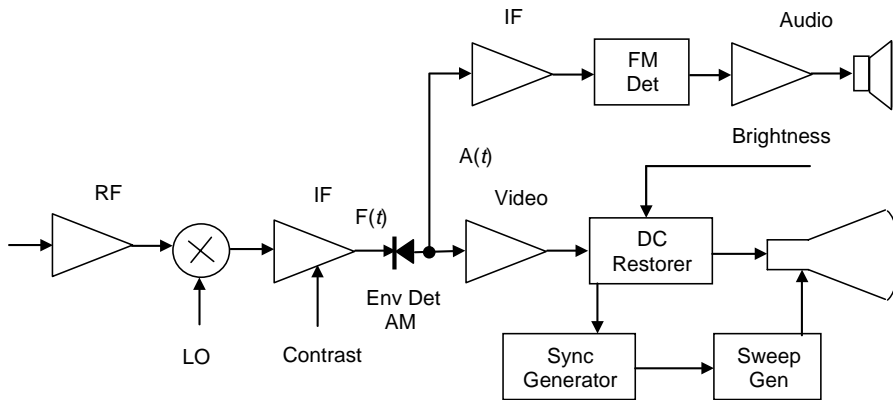 IF
Audio
FM
Det
A(t)
Brightness
RF
IF
F(t)
Video
DC
Restorer
Env Det
AM
LO
Contrast
Sync
Generator
Sweep
Gen